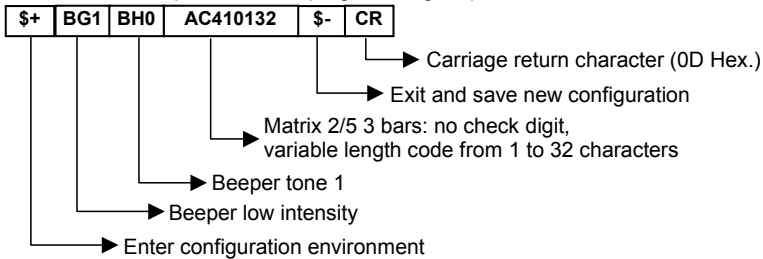 $+ BG1 BH0 AC410132 $- CR
Carriage return character (0D Hex.)
Exit and save new configuration
Matrix 2/5 3 bars: no check digit,
variable length code from 1 to 32 characters
Beeper tone 1
Beeper low intensity
Enter configuration environment